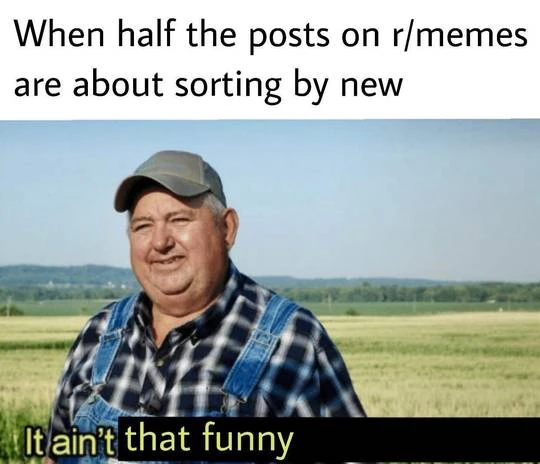 When half the posts on r/memes
are about sorting by new
It ain't that funny